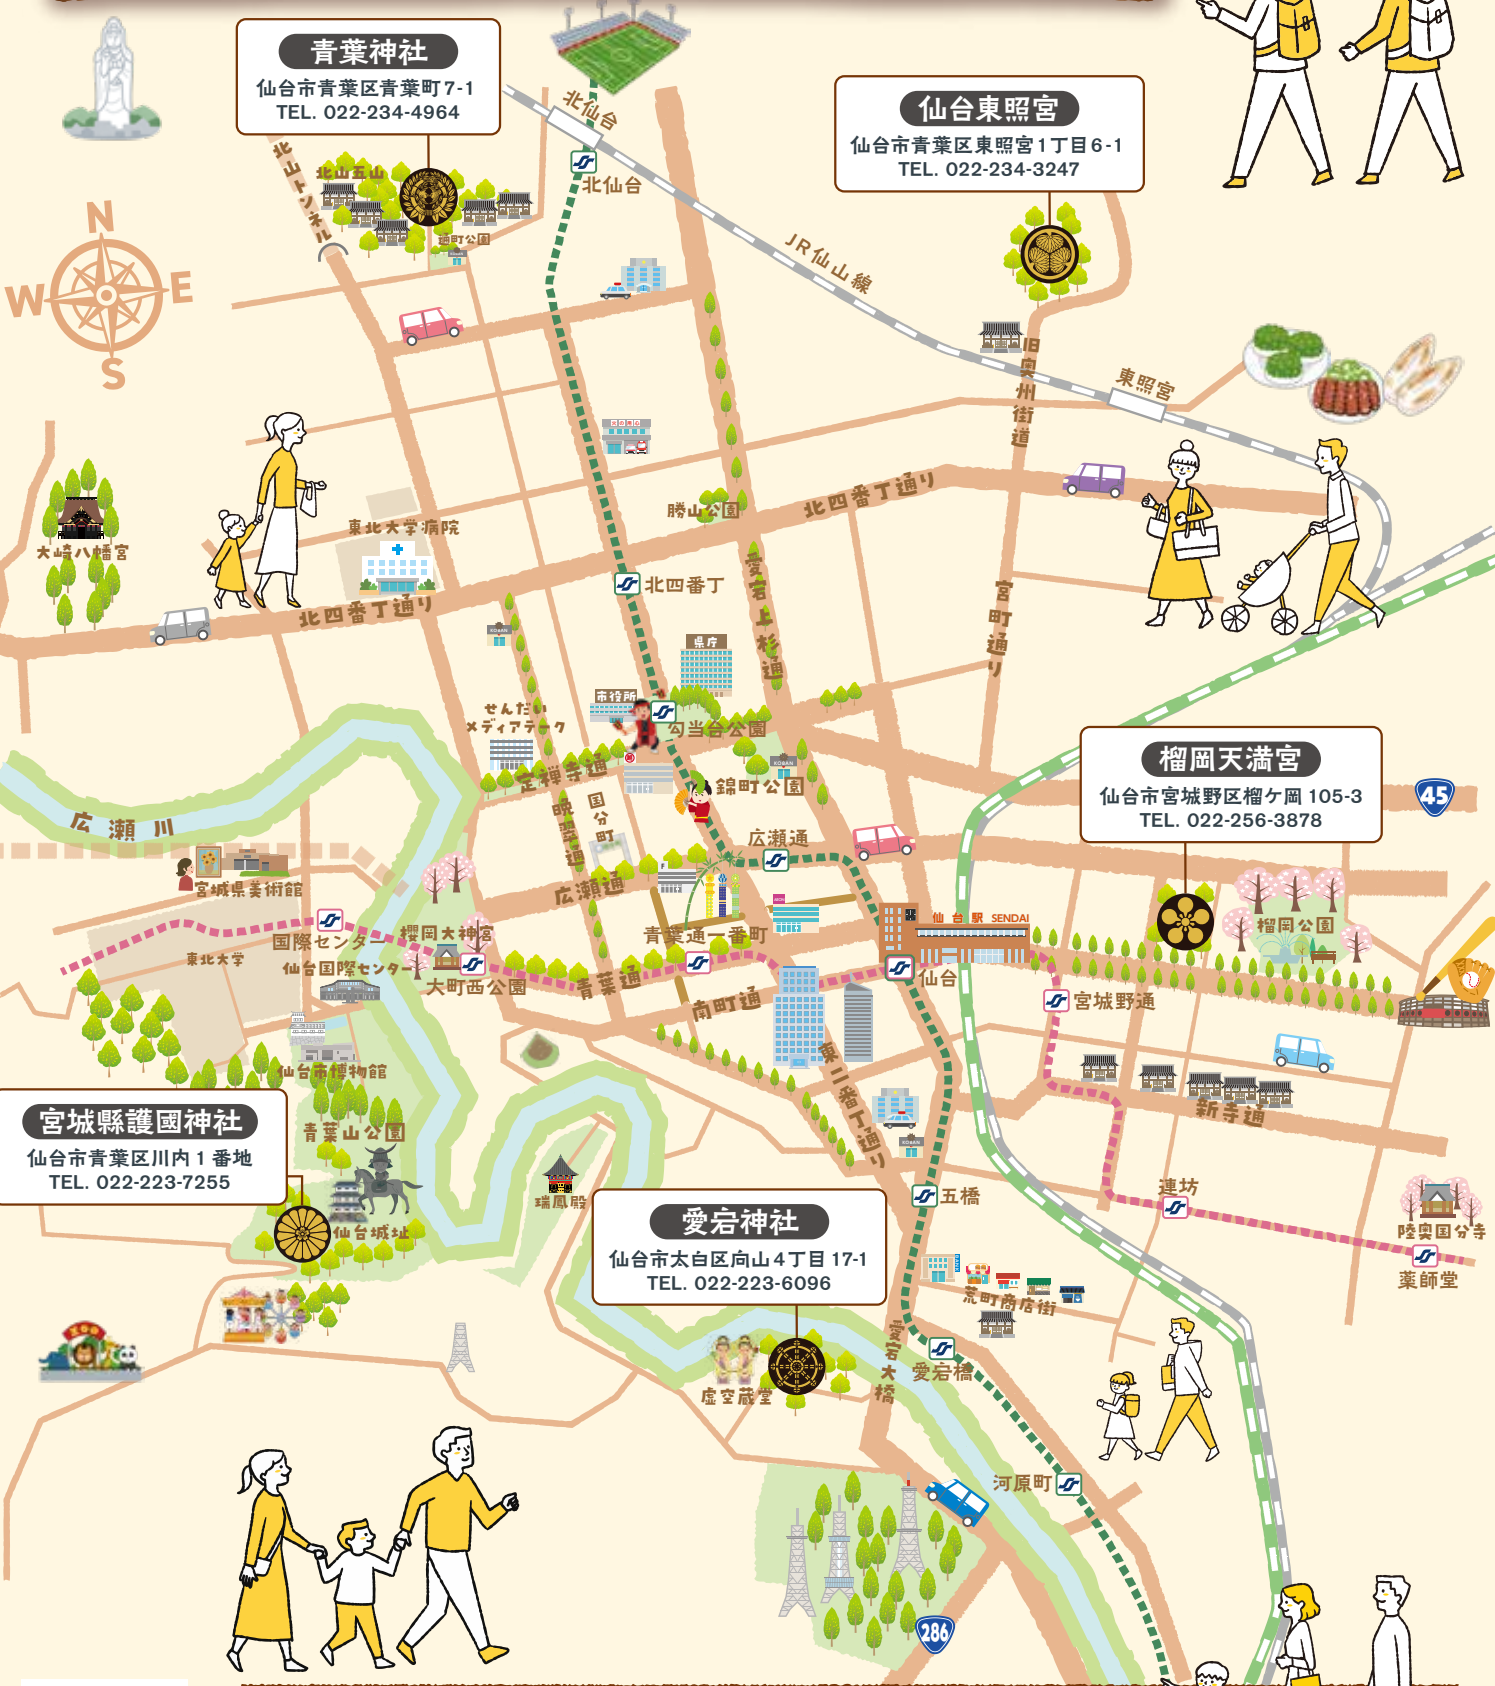 青葉神社
仙台市青葉区青葉町7-1
TEL. 022-234-4964
仙台東照宮
仙台市青葉区東照宮1丁目6-1
TEL. 022-234-3247
北仙台
北仙台
北山トンネル
北山五山
通町公園
N
W
E
S
JR仙山線
旧奥州街道
東照宮
大崎八幡宮
東北大学病院
勝山公園
北四番丁通り
北四番丁通り
北四番丁
愛宕上杉通
宮町通り
KOBAN
県庁
市役所
せんだい
メディアテーク
勾当台公園
定禅寺通
KOBAN
錦町公園
晩翠通
国分町
広瀬川
広瀬通
広瀬通
榴岡天満宮
仙台市宮城野区榴ケ岡105-3
TEL. 022-256-3878
45
宮城県美術館
国際センター
櫻岡大神宮
東北大学
仙台国際センター
大町西公園
青葉通
青葉通一番町
南町通
仙台駅 SENDAI
仙台
榴岡公園
宮城野通
仙台市博物館
東二番丁通り
新寺通
宮城縣護國神社
仙台市青葉区川内1番地
TEL. 022-223-7255
青葉山公園
仙台城址
瑞鳳殿
KOBAN
五橋
連坊
陸奥国分寺
薬師堂
愛宕神社
仙台市太白区向山4丁目17-1
TEL. 022-223-6096
荒町商店街
愛宕大橋
愛宕橋
ZOO
虚空蔵堂
河原町
286